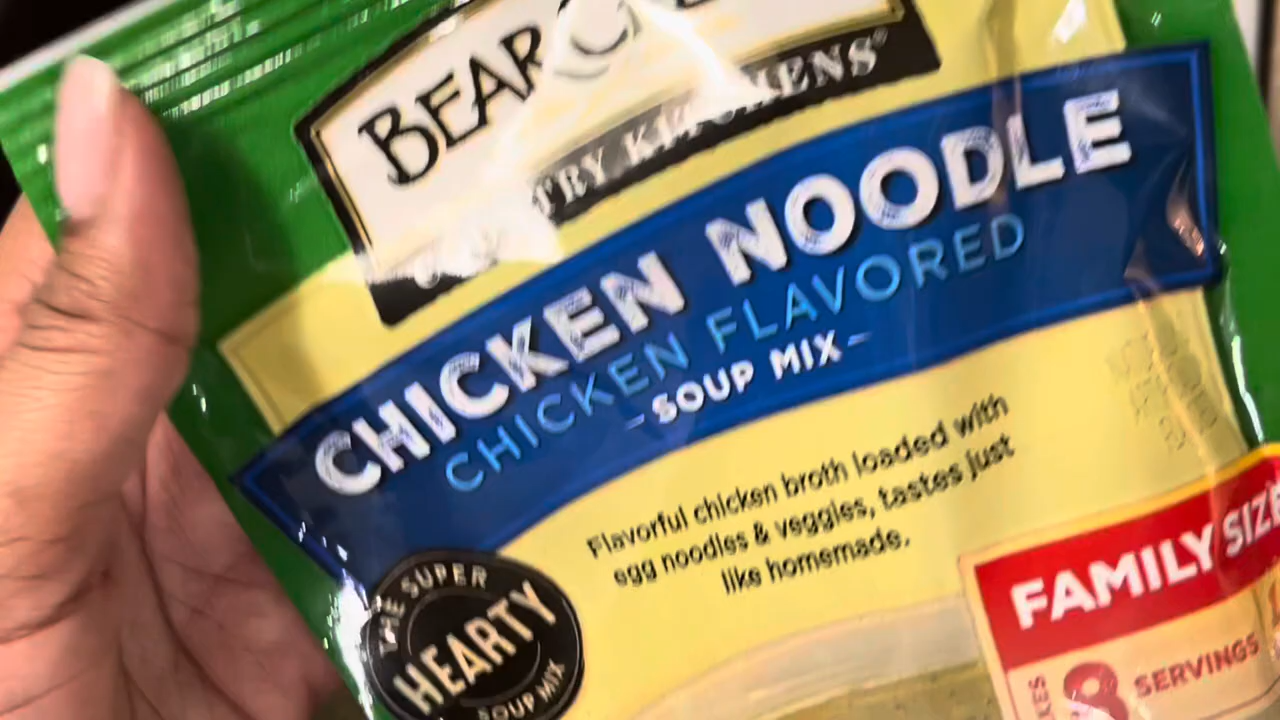 BEAR
KITCHENS®
CHICKEN NOODLE
CHICKEN FLAVORED
-SOUP MIX-
Flavorful chicken broth loaded with
egg noodles & veggies, tastes just
like homemade.
THE SUPER
HEARTY
SOUP MIX
FAMILY SIZE
8 SERVINGS